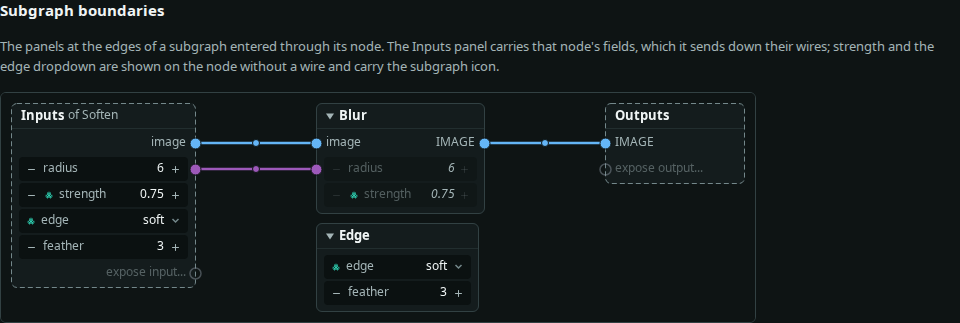 Subgraph boundaries
The panels at the edges of a subgraph entered through its node. The Inputs panel carries that node's fields, which it sends down their wires; strength and the
edge dropdown are shown on the node without a wire and carry the subgraph icon.
Inputs of Soften
image
− radius 6 +
− strength 0.75 +
edge soft
− feather 3 +
expose input...
Blur
image IMAGE
− radius 6 +
− strength 0.75 +
Edge
edge soft
− feather 3 +
Outputs
IMAGE
expose output...